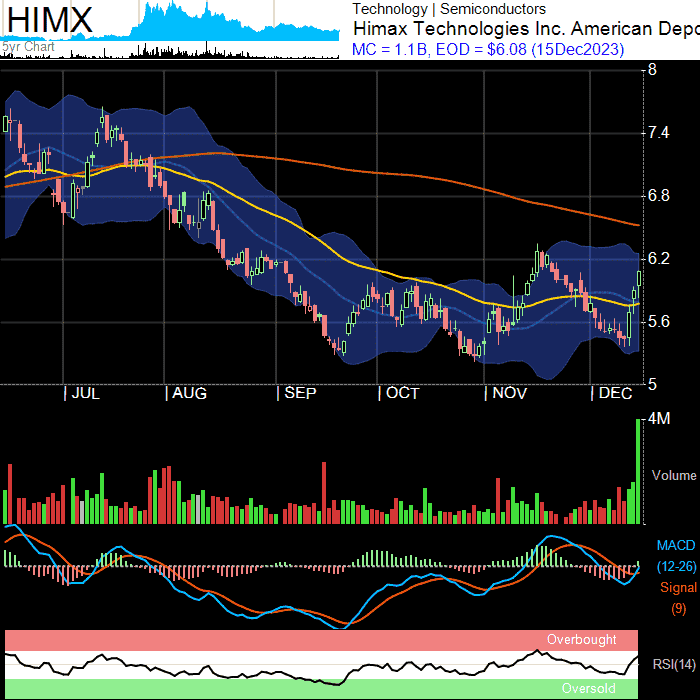 HIMX
5yr Chart
Technology | Semiconductors
Himax Technologies Inc. American Depo
MC = 1.1B, EOD = $6.08 (15Dec2023)
8
7.4
6.8
6.2
5.6
5
| JUL | AUG | SEP | OCT | NOV | DEC
4M
Volume
MACD
(12-26)
Signal
(9)
Overbought
RSI(14)
Oversold